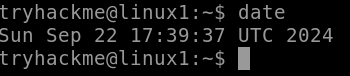 tryhackme@linux1:~$ date
Sun Sep 22 17:39:37 UTC 2024
tryhackme@linux1:~$